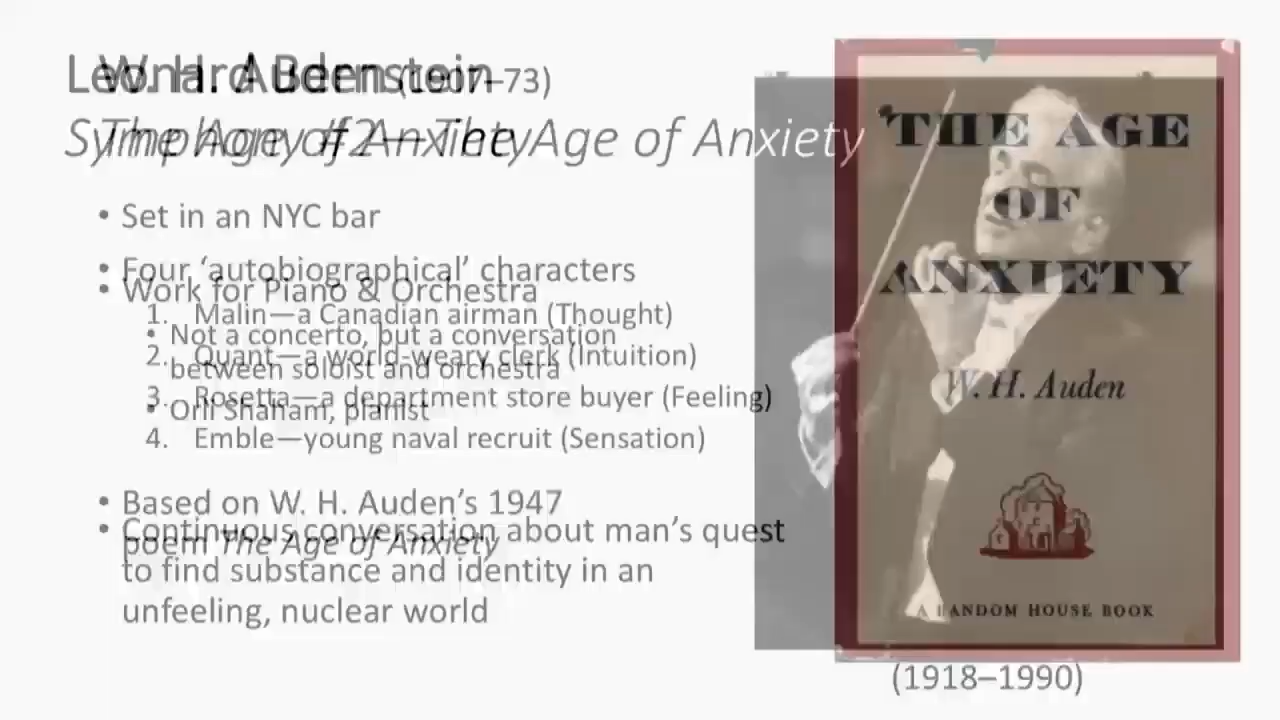 Leonard Bernstein
Symphony #2—The Age of Anxiety
• Work for Piano & Orchestra
• Not a concerto, but a conversation
between soloist and orchestra
• Orli Shaham, pianist
• Based on W. H. Auden’s 1947
poem The Age of Anxiety
(1918–1990)
W. H. Auden (1907–73)
The Age of Anxiety
• Set in an NYC bar
• Four ‘autobiographical’ characters
1. Malin—a Canadian airman (Thought)
2. Quant—a world-weary clerk (Intuition)
3. Rosetta—a department store buyer (Feeling)
4. Emble—young naval recruit (Sensation)
• Continuous conversation about man’s quest
to find substance and identity in an
unfeeling, nuclear world
THE AGE
OF
ANXIETY
W. H. Auden
A RANDOM HOUSE BOOK